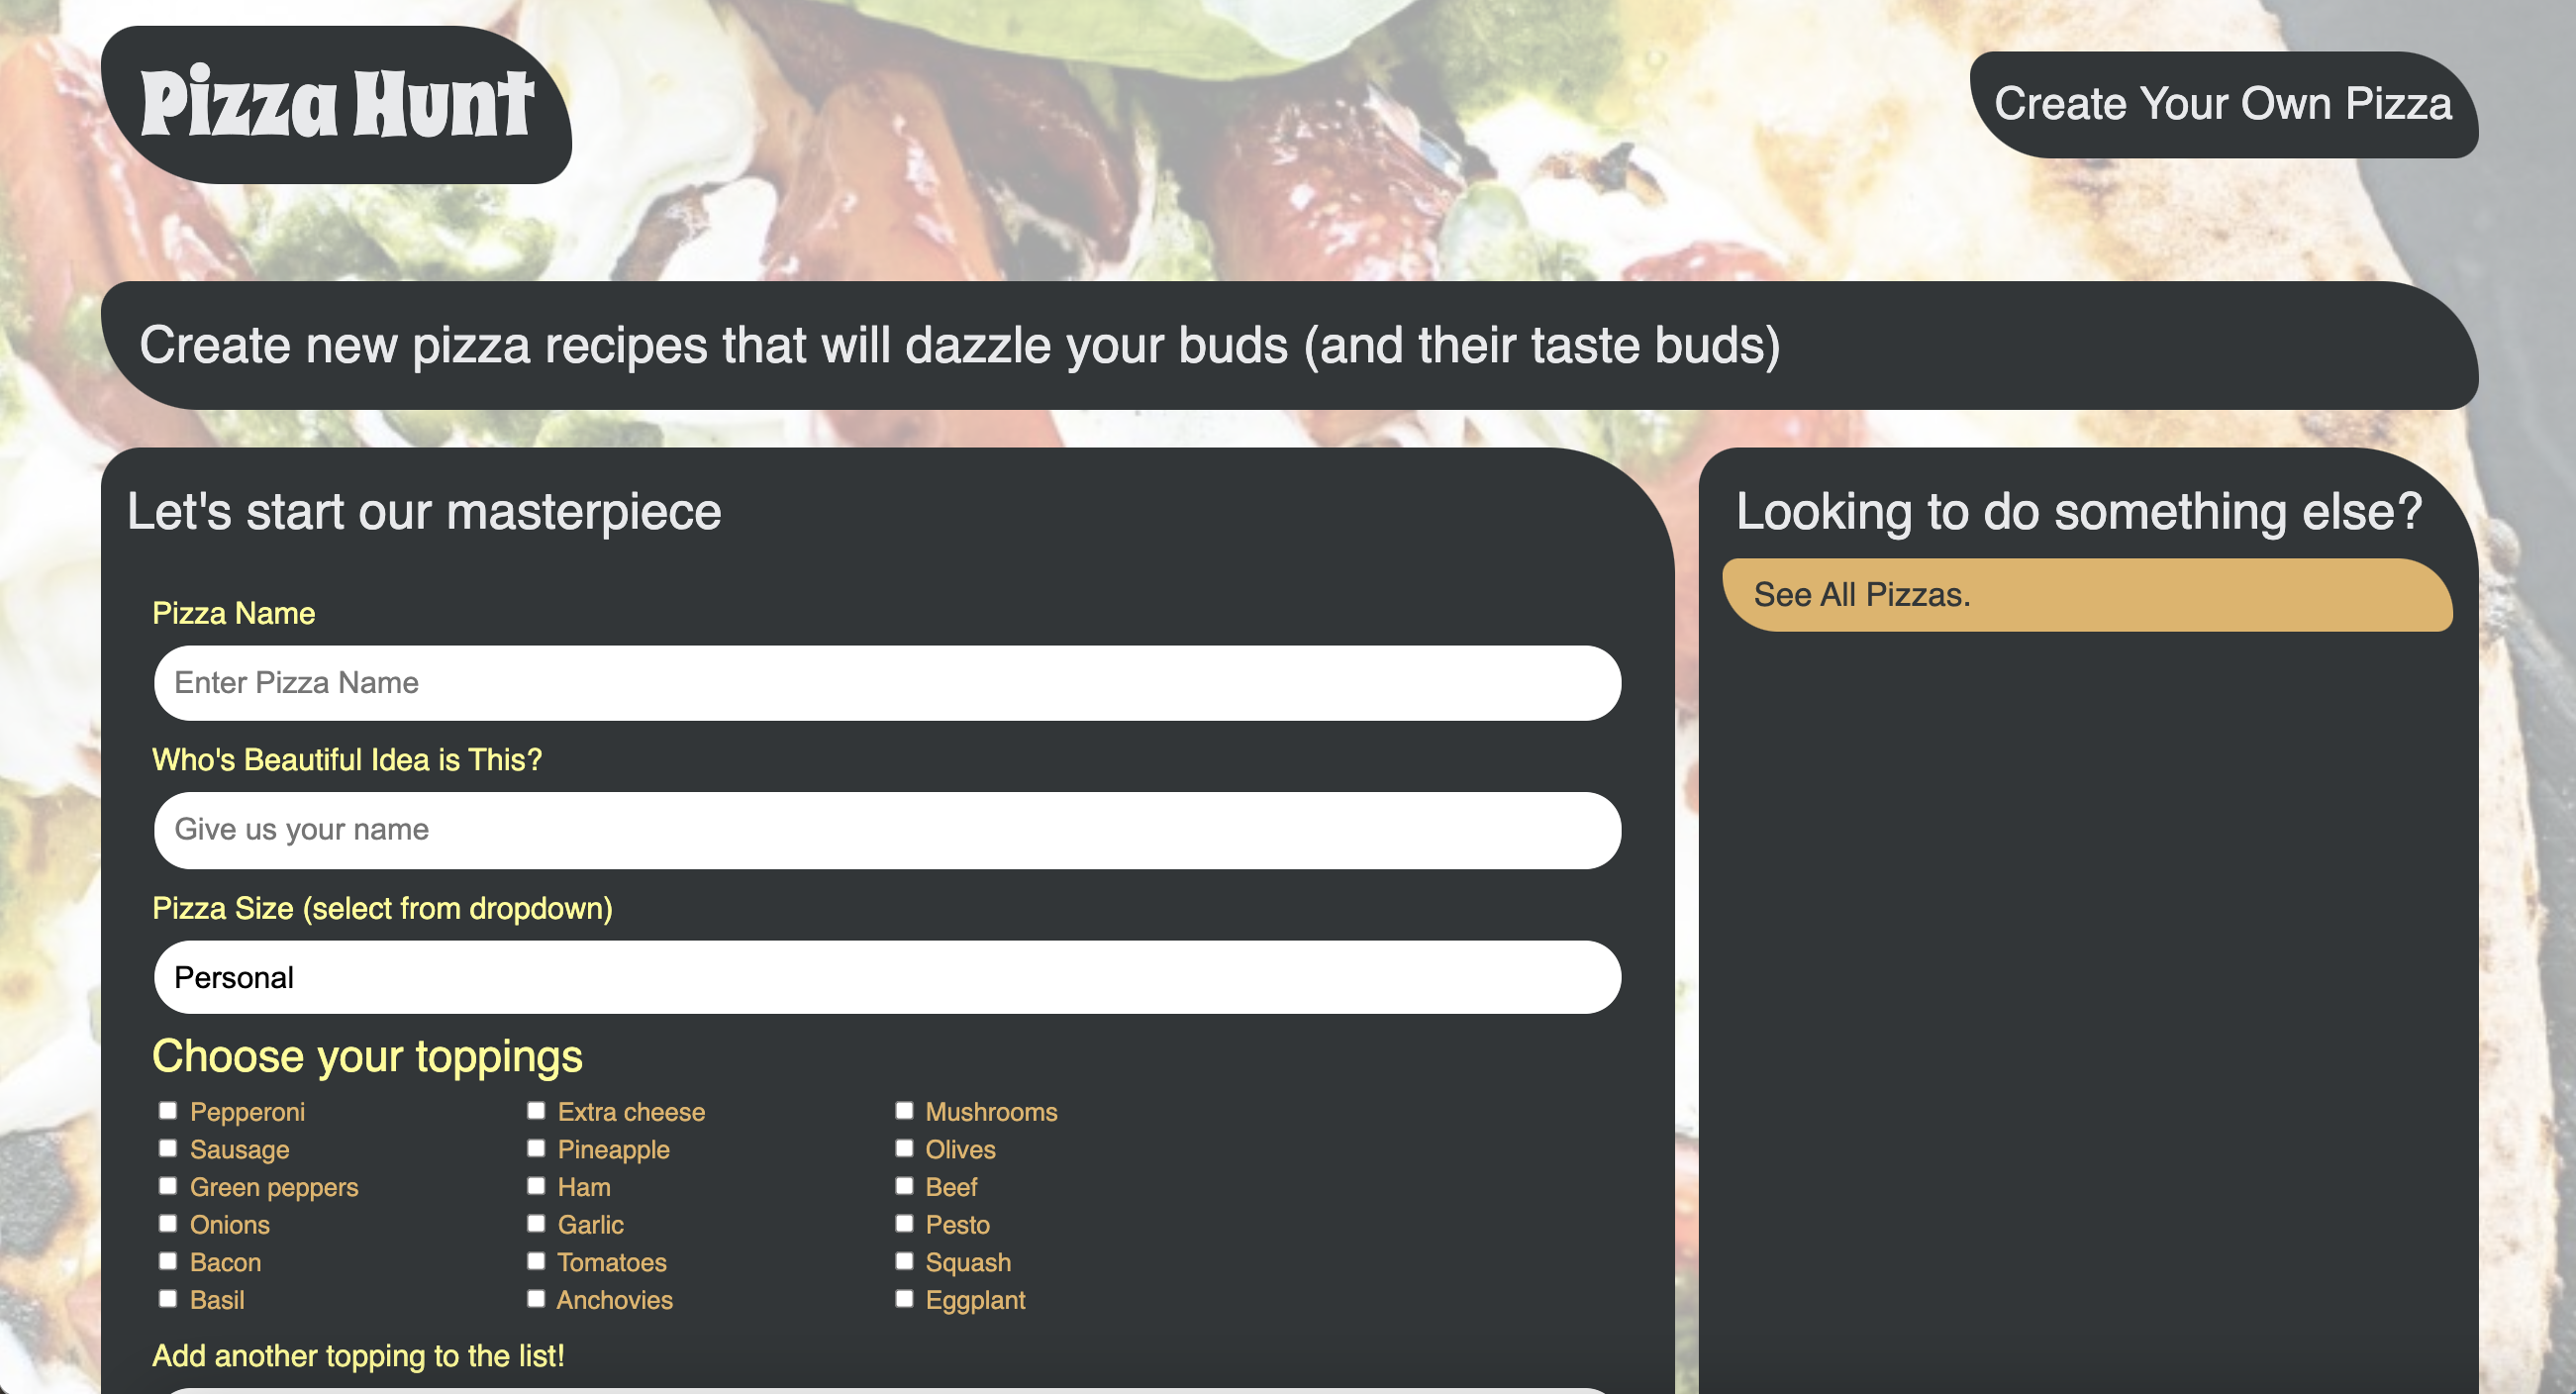 Pizza Hunt
Create Your Own Pizza
Create new pizza recipes that will dazzle your buds (and their taste buds)
Let's start our masterpiece
Pizza Name
Enter Pizza Name
Who's Beautiful Idea is This?
Give us your name
Pizza Size (select from dropdown)
Personal
Choose your toppings
Pepperoni Extra cheese Mushrooms
Sausage Pineapple Olives
Green peppers Ham Beef
Onions Garlic Pesto
Bacon Tomatoes Squash
Basil Anchovies Eggplant
Add another topping to the list!
Looking to do something else?
See All Pizzas.